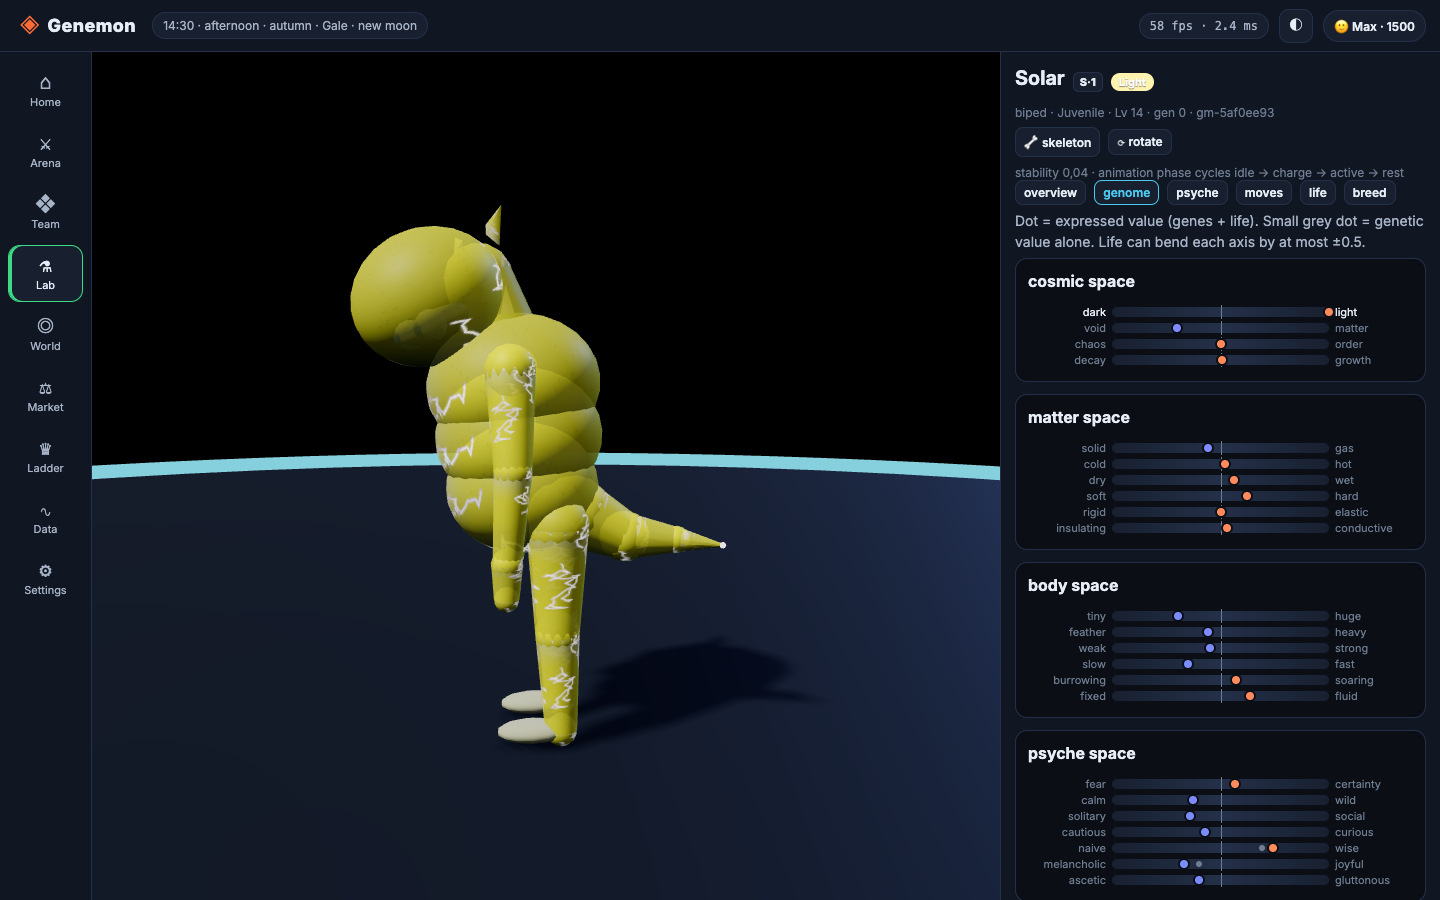 Genemon
14:30 · afternoon · autumn · Gale · new moon
58 fps · 2.4 ms
Max · 1500
Home
Arena
Team
Lab
World
Market
Ladder
Data
Settings
Solar
S·1
Light
biped · Juvenile · Lv 14 · gen 0 · gm-5af0ee93
skeleton
rotate
stability 0,04 · animation phase cycles idle → charge → active → rest
overview genome psyche moves life breed
Dot = expressed value (genes + life). Small grey dot = genetic
value alone. Life can bend each axis by at most ±0.5.
cosmic space
dark light
void matter
chaos order
decay growth
matter space
solid gas
cold hot
dry wet
soft hard
rigid elastic
insulating conductive
body space
tiny huge
feather heavy
weak strong
slow fast
burrowing soaring
fixed fluid
psyche space
fear certainty
calm wild
solitary social
cautious curious
naive wise
melancholic joyful
ascetic gluttonous